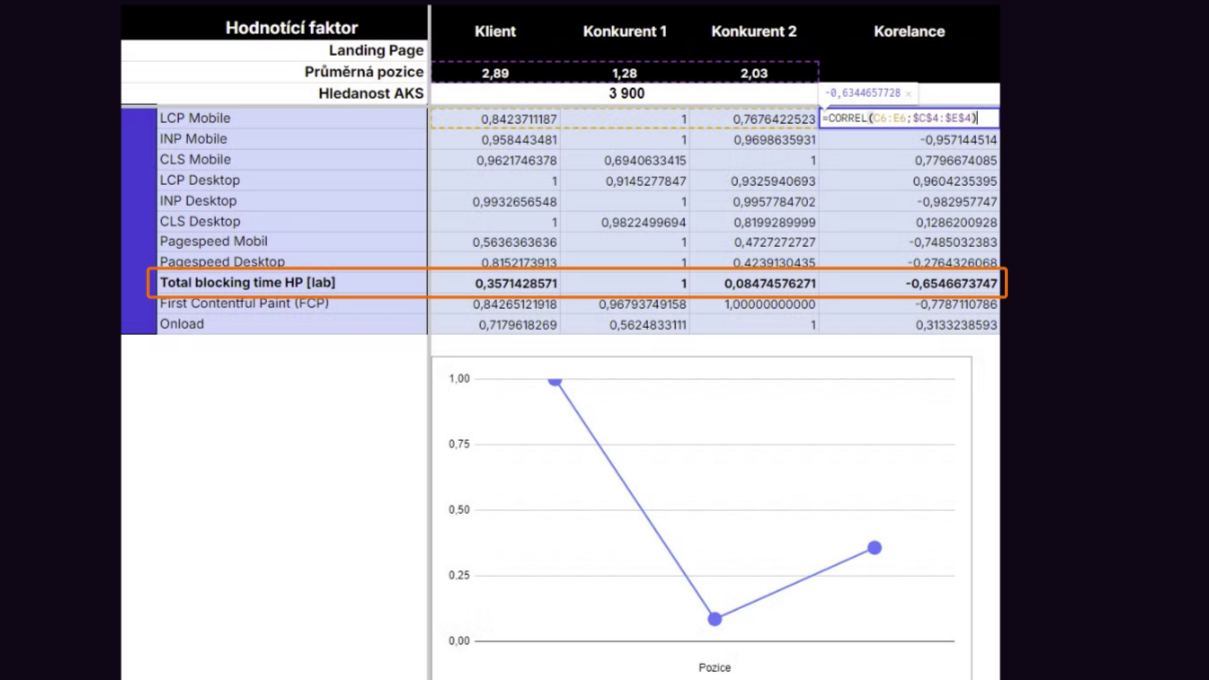 Hodnotící faktor Klient Konkurent 1 Konkurent 2 Korelance
Landing Page
Průměrná pozice 2,89 1,28 2,03
Hledanost AKS 3 900 -0,6344657728 ×
LCP Mobile 0,8423711187 1 0,7676422523 =CORREL(C6:E6;$C$4:$E$4)
INP Mobile 0,958443481 1 0,9698635931 -0,957144514
CLS Mobile 0,9621746378 0,6940633415 1 0,7796674085
LCP Desktop 1 0,9145277847 0,9325940693 0,9604235395
INP Desktop 0,9932656548 1 0,9957784702 -0,982957747
CLS Desktop 1 0,9822499694 0,8199289999 0,1286200928
Pagespeed Mobil 0,5636363636 1 0,4727272727 -0,7485032383
Pagespeed Desktop 0,8152173913 1 0,4239130435 -0,2764326068
Total blocking time HP [lab] 0,3571428571 1 0,08474576271 -0,6546673747
First Contentful Paint (FCP) 0,84265121918 0,96793749158 1,00000000000 -0,7787110786
Onload 0,7179618269 0,5624833111 1 0,3133238593
1,00
0,75
0,50
0,25
0,00
Pozice